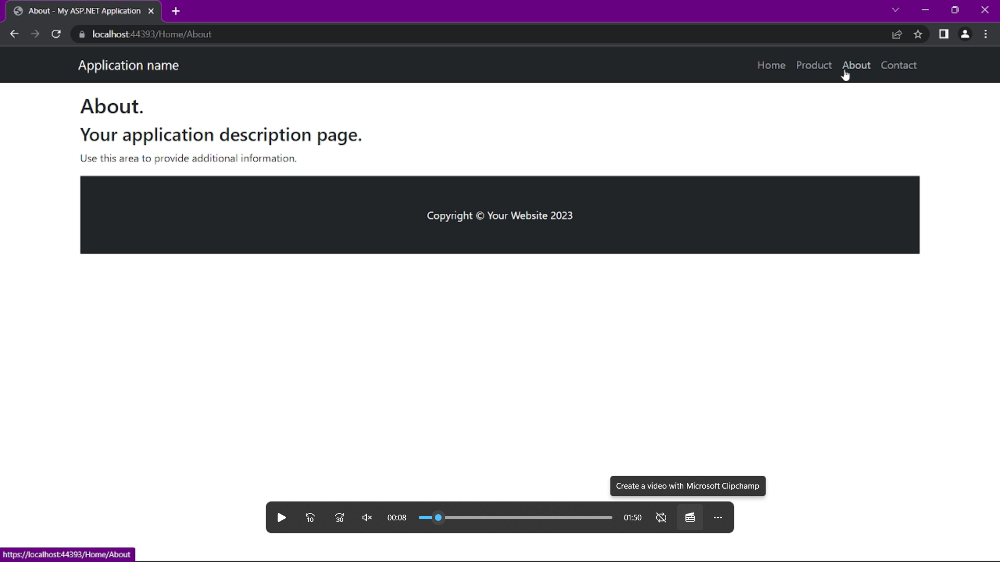 About - My ASP.NET Application
localhost:44393/Home/About
Application name
Home Product About Contact
About.
Your application description page.
Use this area to provide additional information.
Copyright © Your Website 2023
Create a video with Microsoft Clipchamp
10 30 00:08 01:50
https://localhost:44393/Home/About